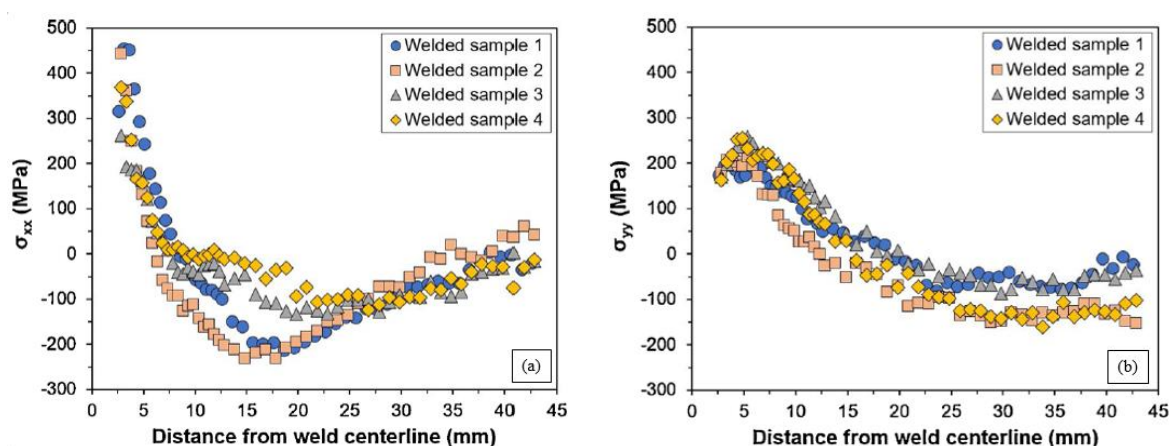 500
400
300
200
100
0
-100
-200
-300
σxx (MPa)
Welded sample 1
Welded sample 2
Welded sample 3
Welded sample 4
(a)
0 5 10 15 20 25 30 35 40 45
Distance from weld centerline (mm)
500
400
300
200
100
0
-100
-200
-300
σyy (MPa)
Welded sample 1
Welded sample 2
Welded sample 3
Welded sample 4
(b)
0 5 10 15 20 25 30 35 40 45
Distance from weld centerline (mm)